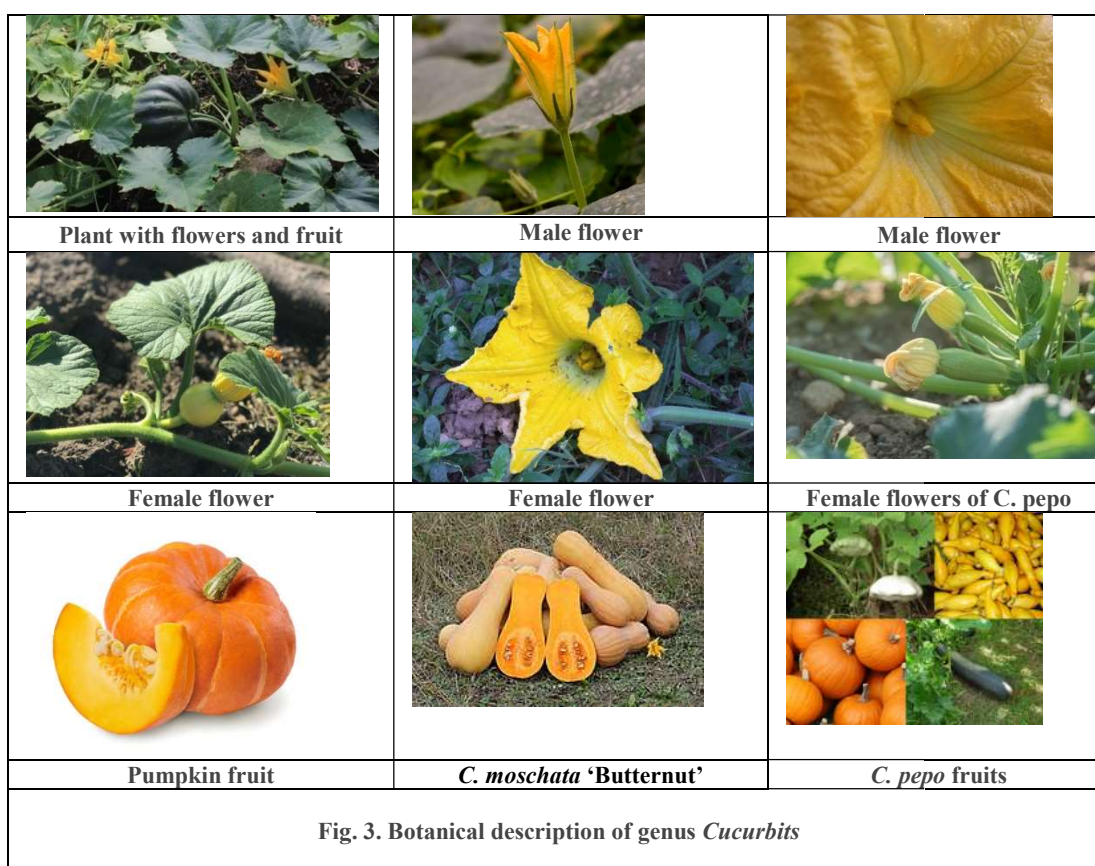 Plant with flowers and fruit
Male flower
Male flower
Female flower
Female flower
Female flowers of C. pepo
Pumpkin fruit
C. moschata ‘Butternut’
C. pepo fruits
Fig. 3. Botanical description of genus Cucurbits